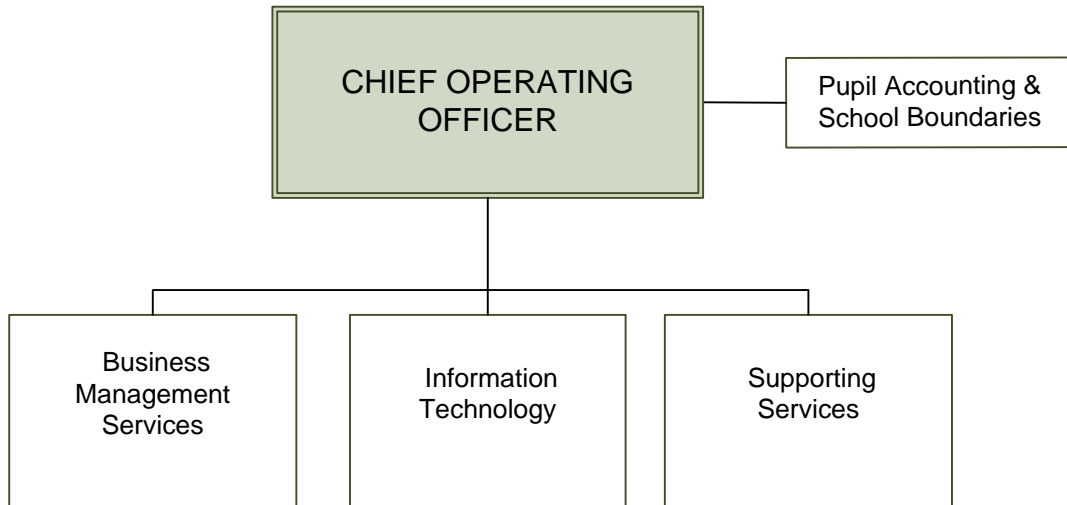 CHIEF OPERATING
OFFICER
Pupil Accounting &
School Boundaries
Business
Management
Services
Information
Technology
Supporting
Services